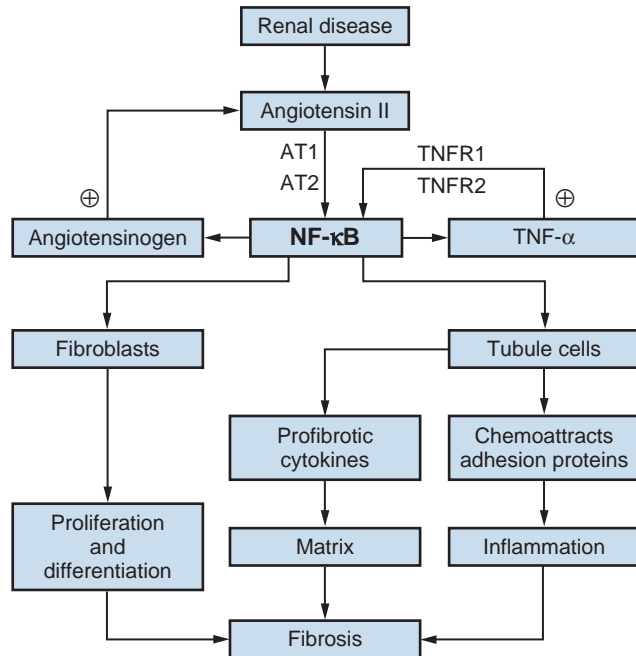 Renal disease
Angiotensin II
AT1
TNFR1
AT2
TNFR2
⊕
⊕
Angiotensinogen
NF-κB
TNF-α
Fibroblasts
Tubule cells
Profibrotic
cytokines
Chemoattracts
adhesion proteins
Proliferation
and
differentiation
Matrix
Inflammation
Fibrosis